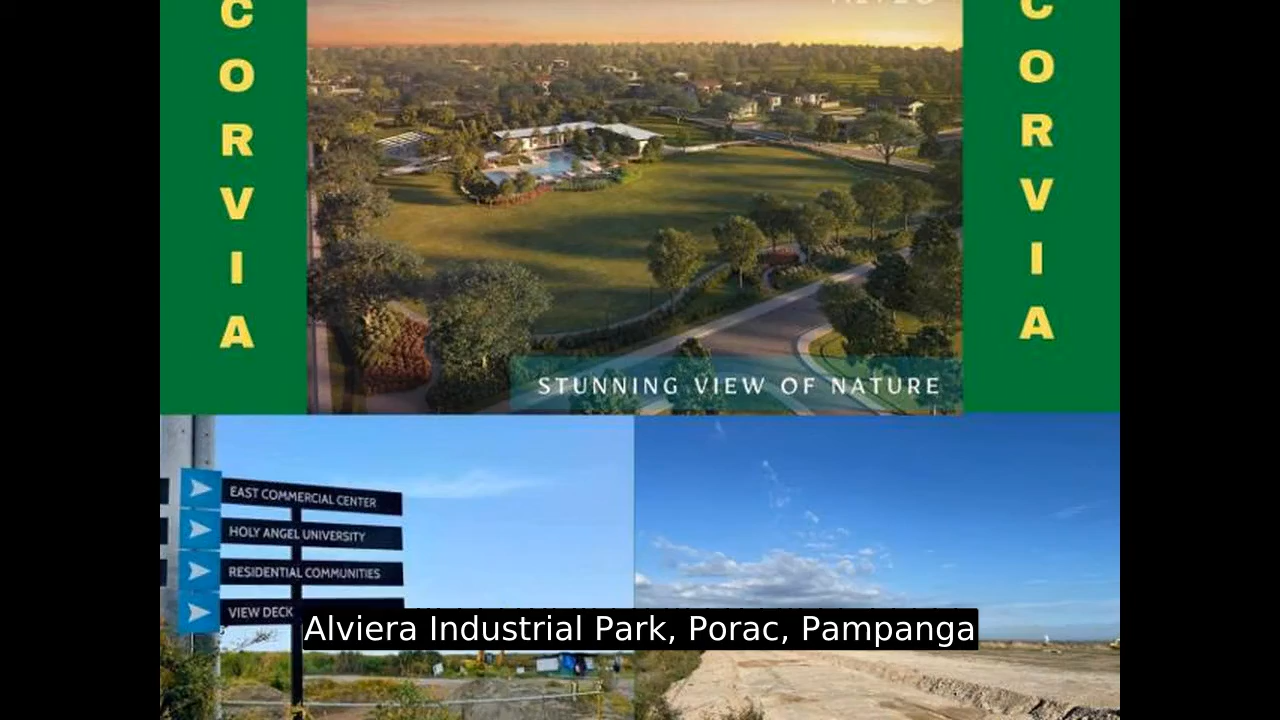 CORVIA
CORVIA
STUNNING VIEW OF NATURE
EAST COMMERCIAL CENTER
HOLY ANGEL UNIVERSITY
RESIDENTIAL COMMUNITIES
VIEW DECK
Alviera Industrial Park, Porac, Pampanga